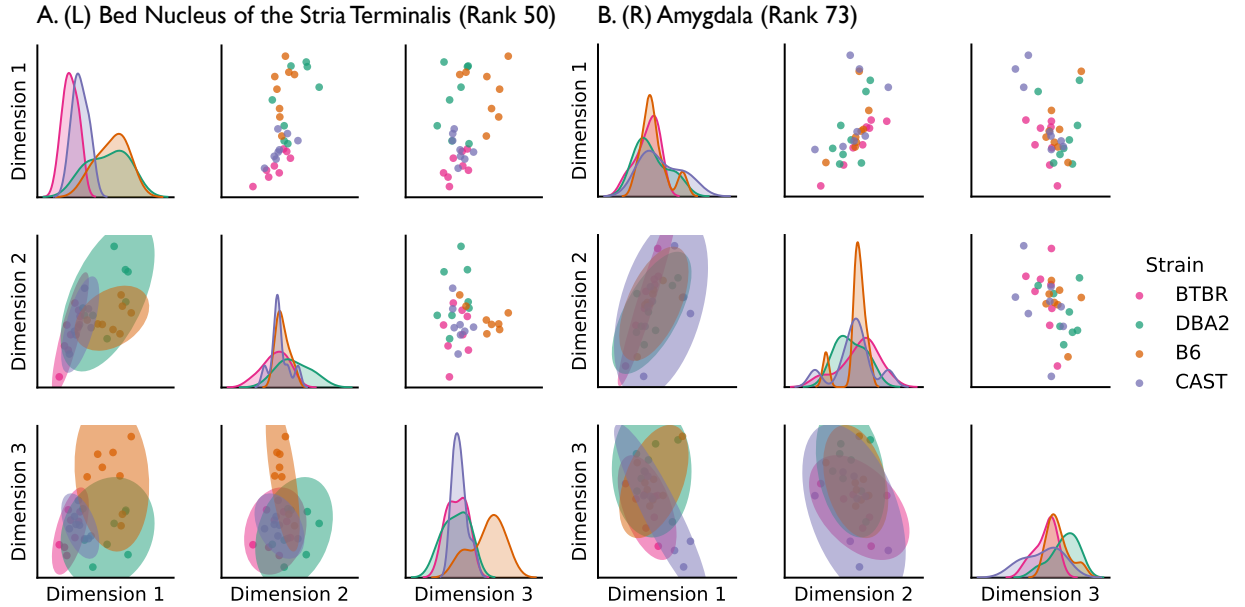 A. (L) Bed Nucleus of the Stria Terminalis (Rank 50)
B. (R) Amygdala (Rank 73)
Dimension 1
Dimension 1
Dimension 2
Dimension 2
Strain
BTBR
DBA2
B6
CAST
Dimension 3
Dimension 3
Dimension 1
Dimension 2
Dimension 3
Dimension 1
Dimension 2
Dimension 3